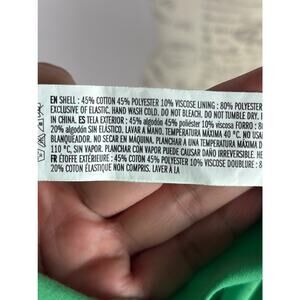 EN SHELL : 45% COTTON 45% POLYESTER 10% VISCOSE LINING : 80% POLYESTER
EXCLUSIVE OF ELASTIC. HAND WASH COLD. DO NOT BLEACH. DO NOT TUMBLE DRY. I
IN CHINA. ES TELA EXTERIOR : 45% algodón 45% poliéster 10% viscosa FORRO : 80%
20% algodón SIN ELÁSTICO. LAVAR A MANO. TEMPERATURA MÁXIMA 40 °C. NO U
BLANQUEADOR. NO SECAR A MÁQUINA. PLANCHAR A TEMPERATURA MÁXIMA D
110 °C, SIN VAPOR. PLANCHAR CON VAPOR PUEDE CAUSAR DAÑO IRREVERSIBLE. HE
FR ÉTOFFE EXTÉRIEURE : 45% COTON 45% POLYESTER 10% VISCOSE DOUBLURE : 8
20% COTON ÉLASTIQUE NON COMPRIS. LAVER À LA